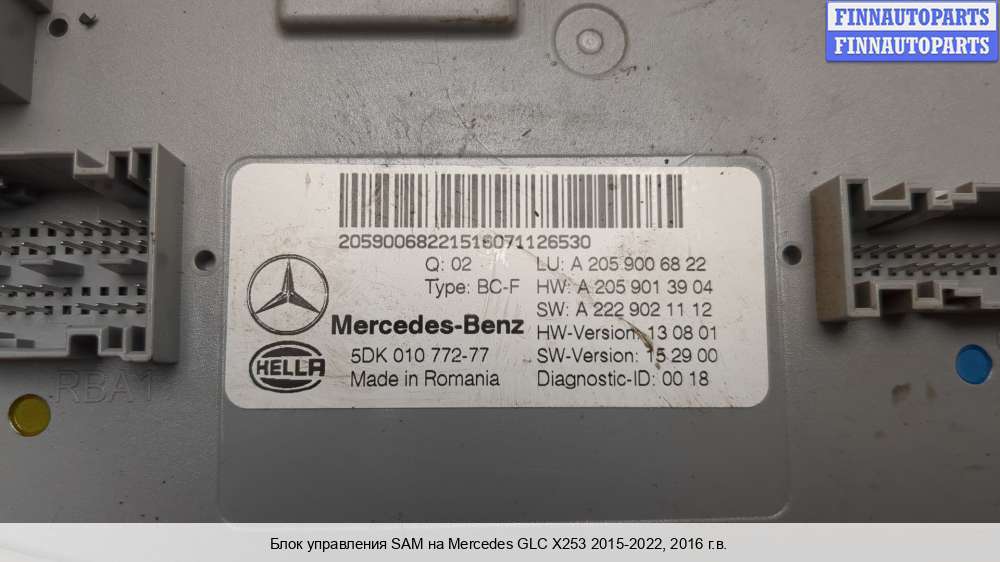 FINNAUTOPARTS
FINNAUTOPARTS
20590068221516071126530
Q: 02
LU: A 205 900 68 22
Type: BC-F
HW: A 205 901 39 04
SW: A 222 902 11 12
Mercedes-Benz
HW-Version: 13 08 01
5DK 010 772-77
SW-Version: 15 29 00
HELLA
Made in Romania
Diagnostic-ID: 00 18
RBA1
Блок управления SAM на Mercedes GLC X253 2015-2022, 2016 г.в.